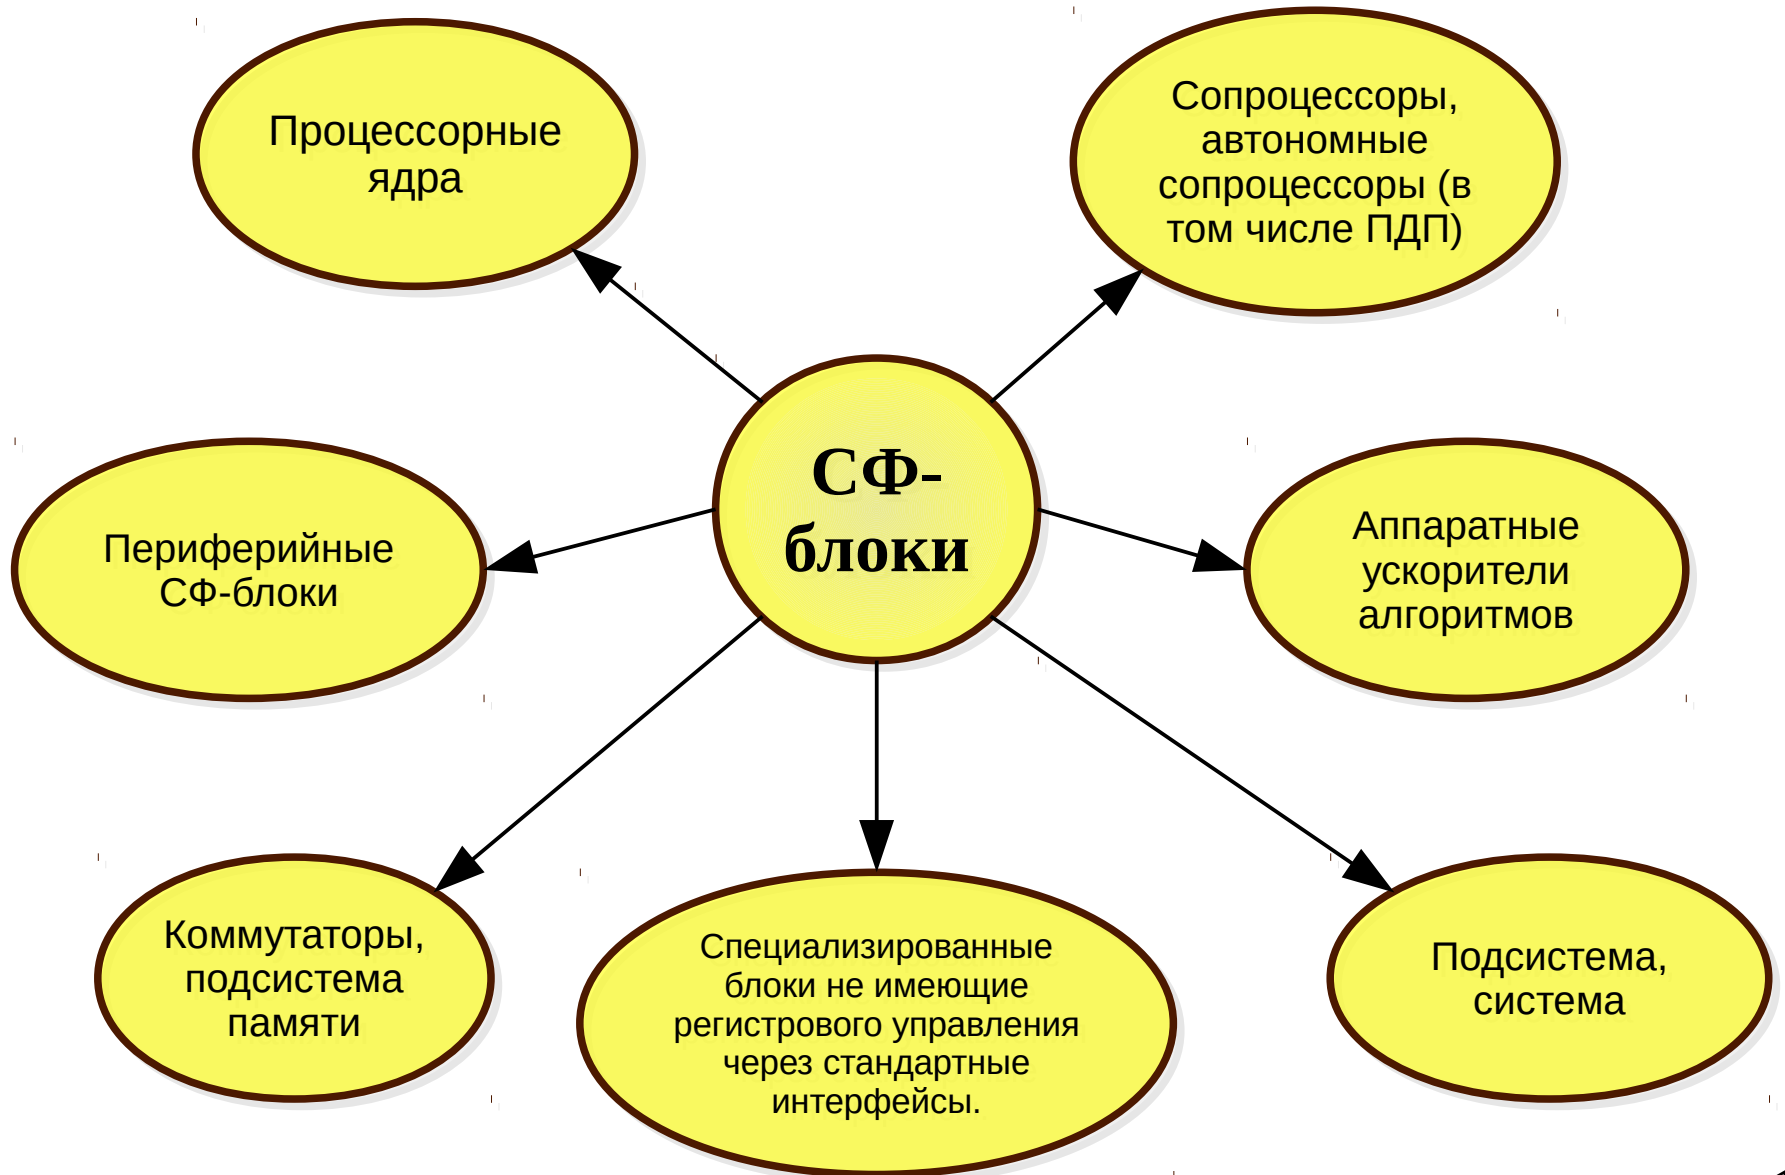 Процессорные
ядра
Сопроцессоры,
автономные
сопроцессоры (в
том числе ПДП)
СФ-
блоки
Периферийные
СФ-блоки
Аппаратные
ускорители
алгоритмов
Коммутаторы,
подсистема
памяти
Специализированные
блоки не имеющие
регистрового управления
через стандартные
интерфейсы.
Подсистема,
система